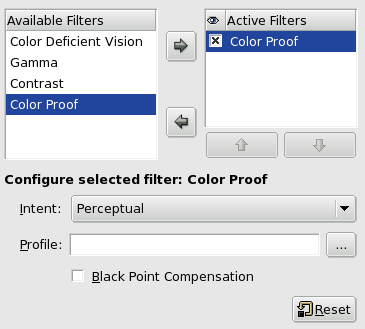 Available Filters
Color Deficient Vision
Gamma
Contrast
Color Proof
Active Filters
Color Proof
Configure selected filter: Color Proof
Intent: Perceptual
Profile: ...
Black Point Compensation
Reset